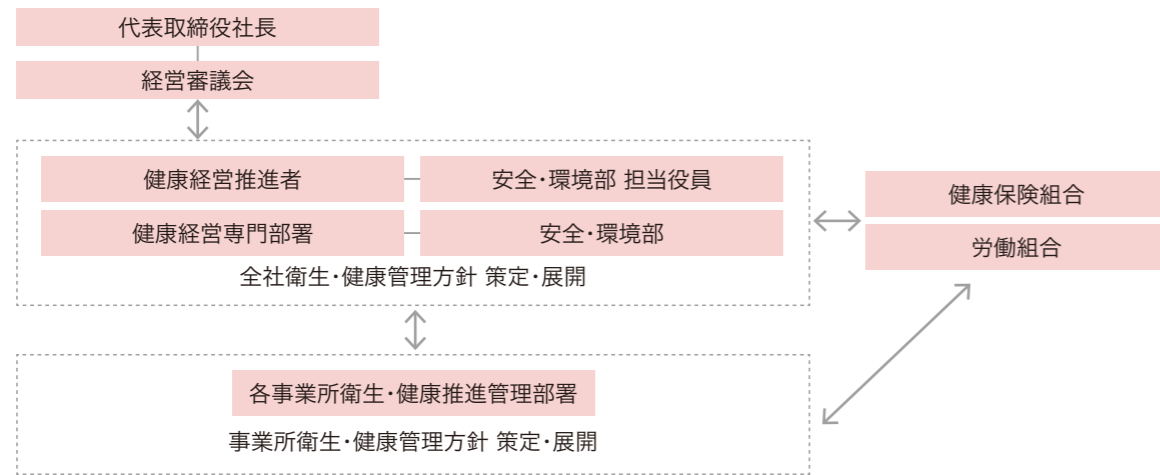 代表取締役社長
経営審議会
健康経営推進者
安全・環境部 担当役員
健康経営専門部署
安全・環境部
全社衛生・健康管理方針 策定・展開
健康保険組合
労働組合
各事業所衛生・健康推進管理部署
事業所衛生・健康管理方針 策定・展開